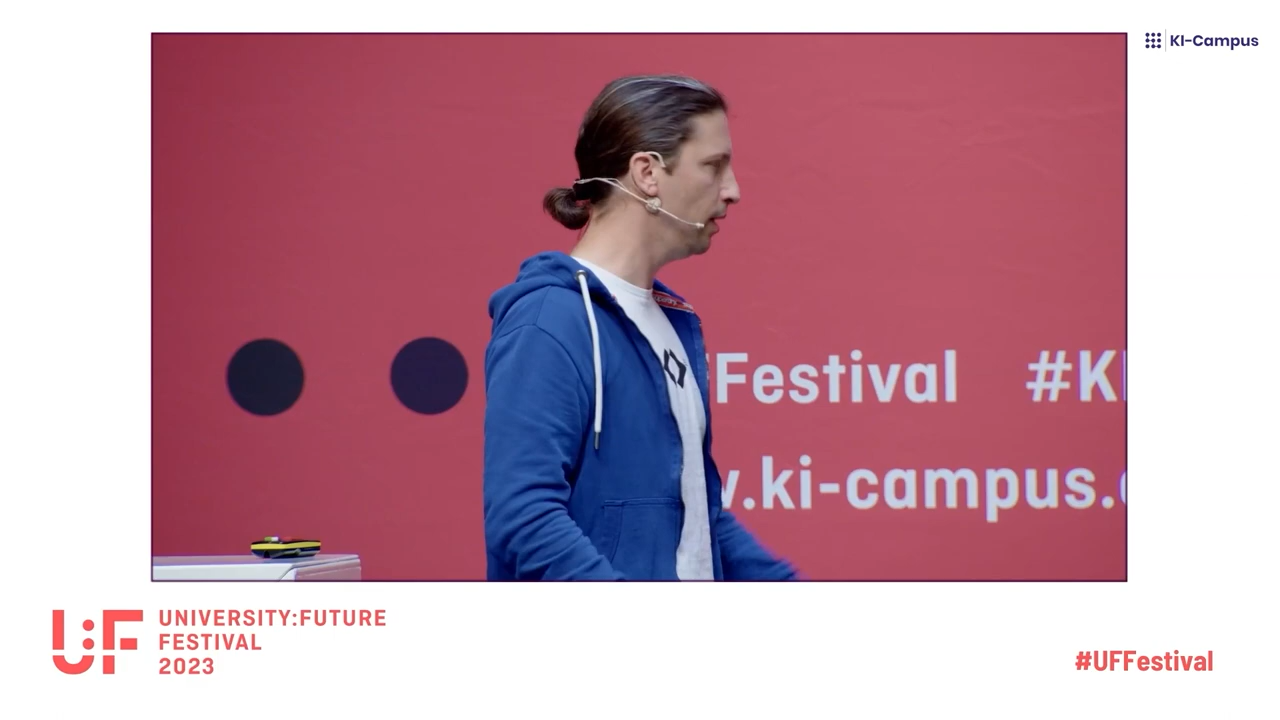 KI-Campus
Festival #K
.ki-campus.
UNIVERSITY:FUTURE
FESTIVAL
2023
#UFFestival
U:F